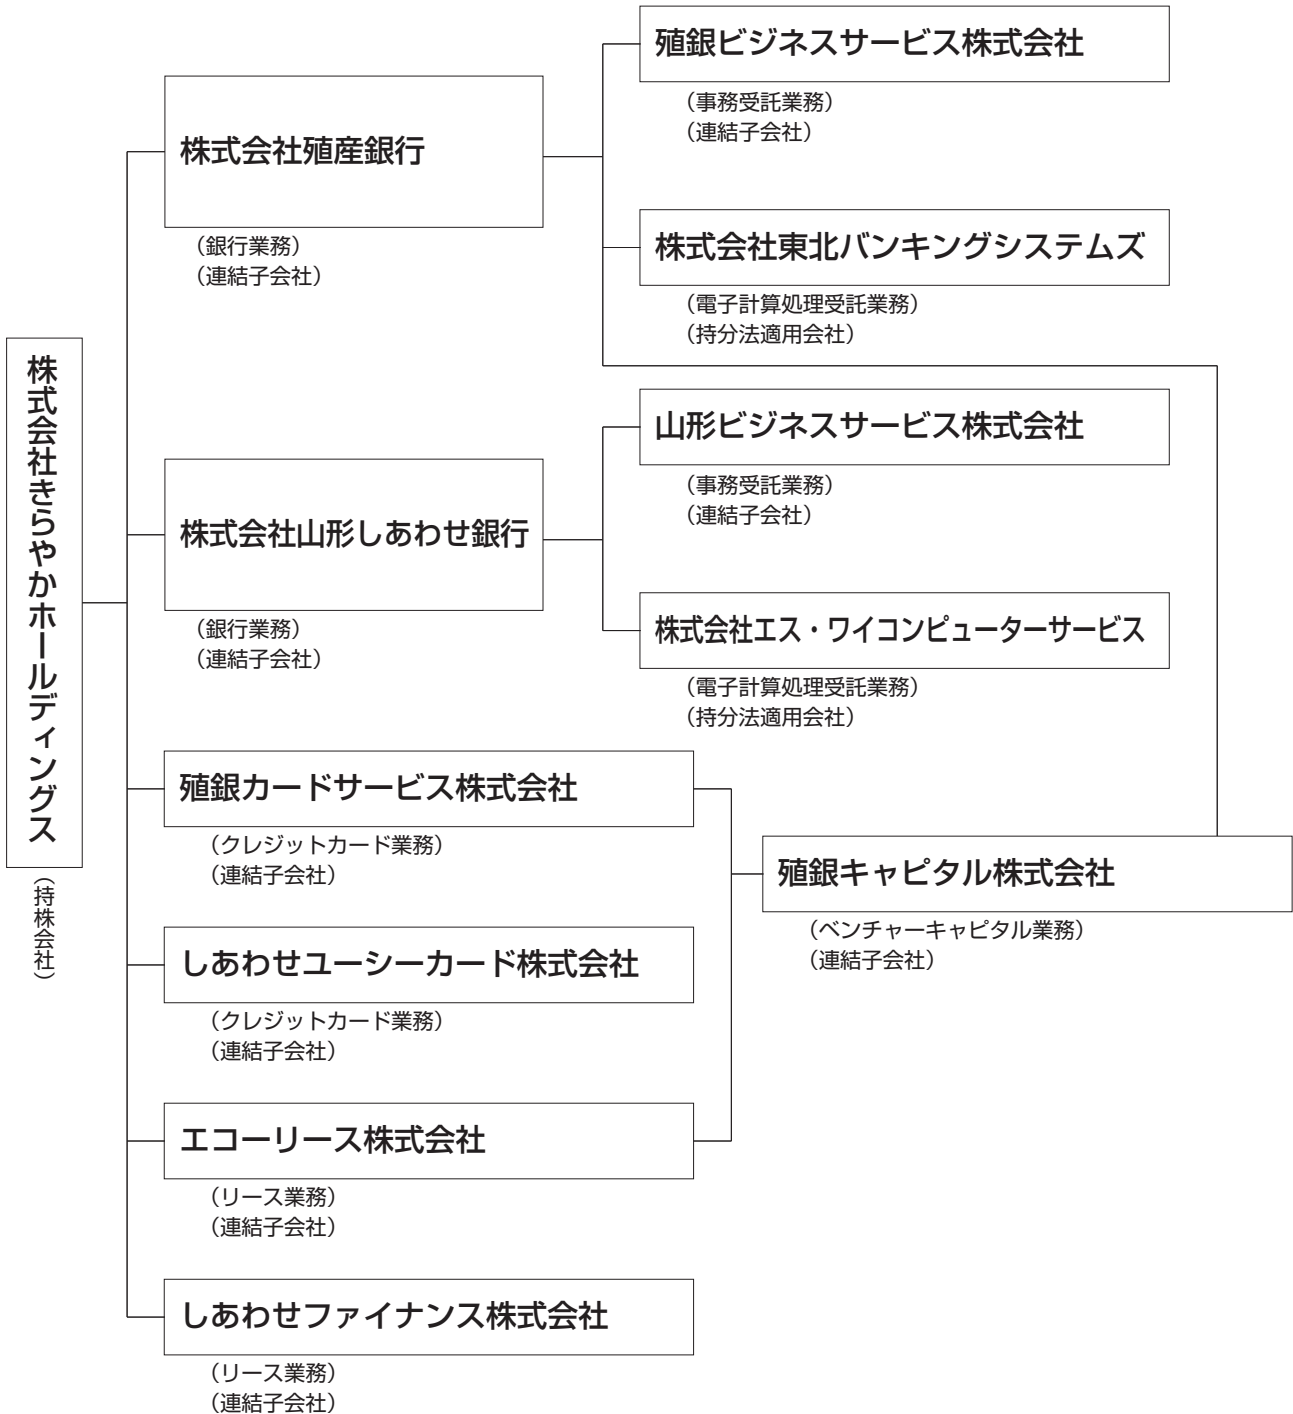 株式会社きらやかホールディングス
（持株会社）
株式会社殖産銀行
（銀行業務）
（連結子会社）
殖銀ビジネスサービス株式会社
（事務受託業務）
（連結子会社）
株式会社東北バンキングシステムズ
（電子計算処理受託業務）
（持分法適用会社）
株式会社山形しあわせ銀行
（銀行業務）
（連結子会社）
山形ビジネスサービス株式会社
（事務受託業務）
（連結子会社）
株式会社エス・ワイコンピューターサービス
（電子計算処理受託業務）
（持分法適用会社）
殖銀カードサービス株式会社
（クレジットカード業務）
（連結子会社）
殖銀キャピタル株式会社
（ベンチャーキャピタル業務）
（連結子会社）
しあわせユーシーカード株式会社
（クレジットカード業務）
（連結子会社）
エコーリース株式会社
（リース業務）
（連結子会社）
しあわせファイナンス株式会社
（リース業務）
（連結子会社）